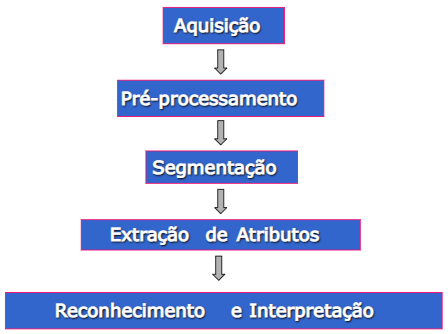 Aquisição
Pré-processamento
Segmentação
Extração de Atributos
Reconhecimento e Interpretação